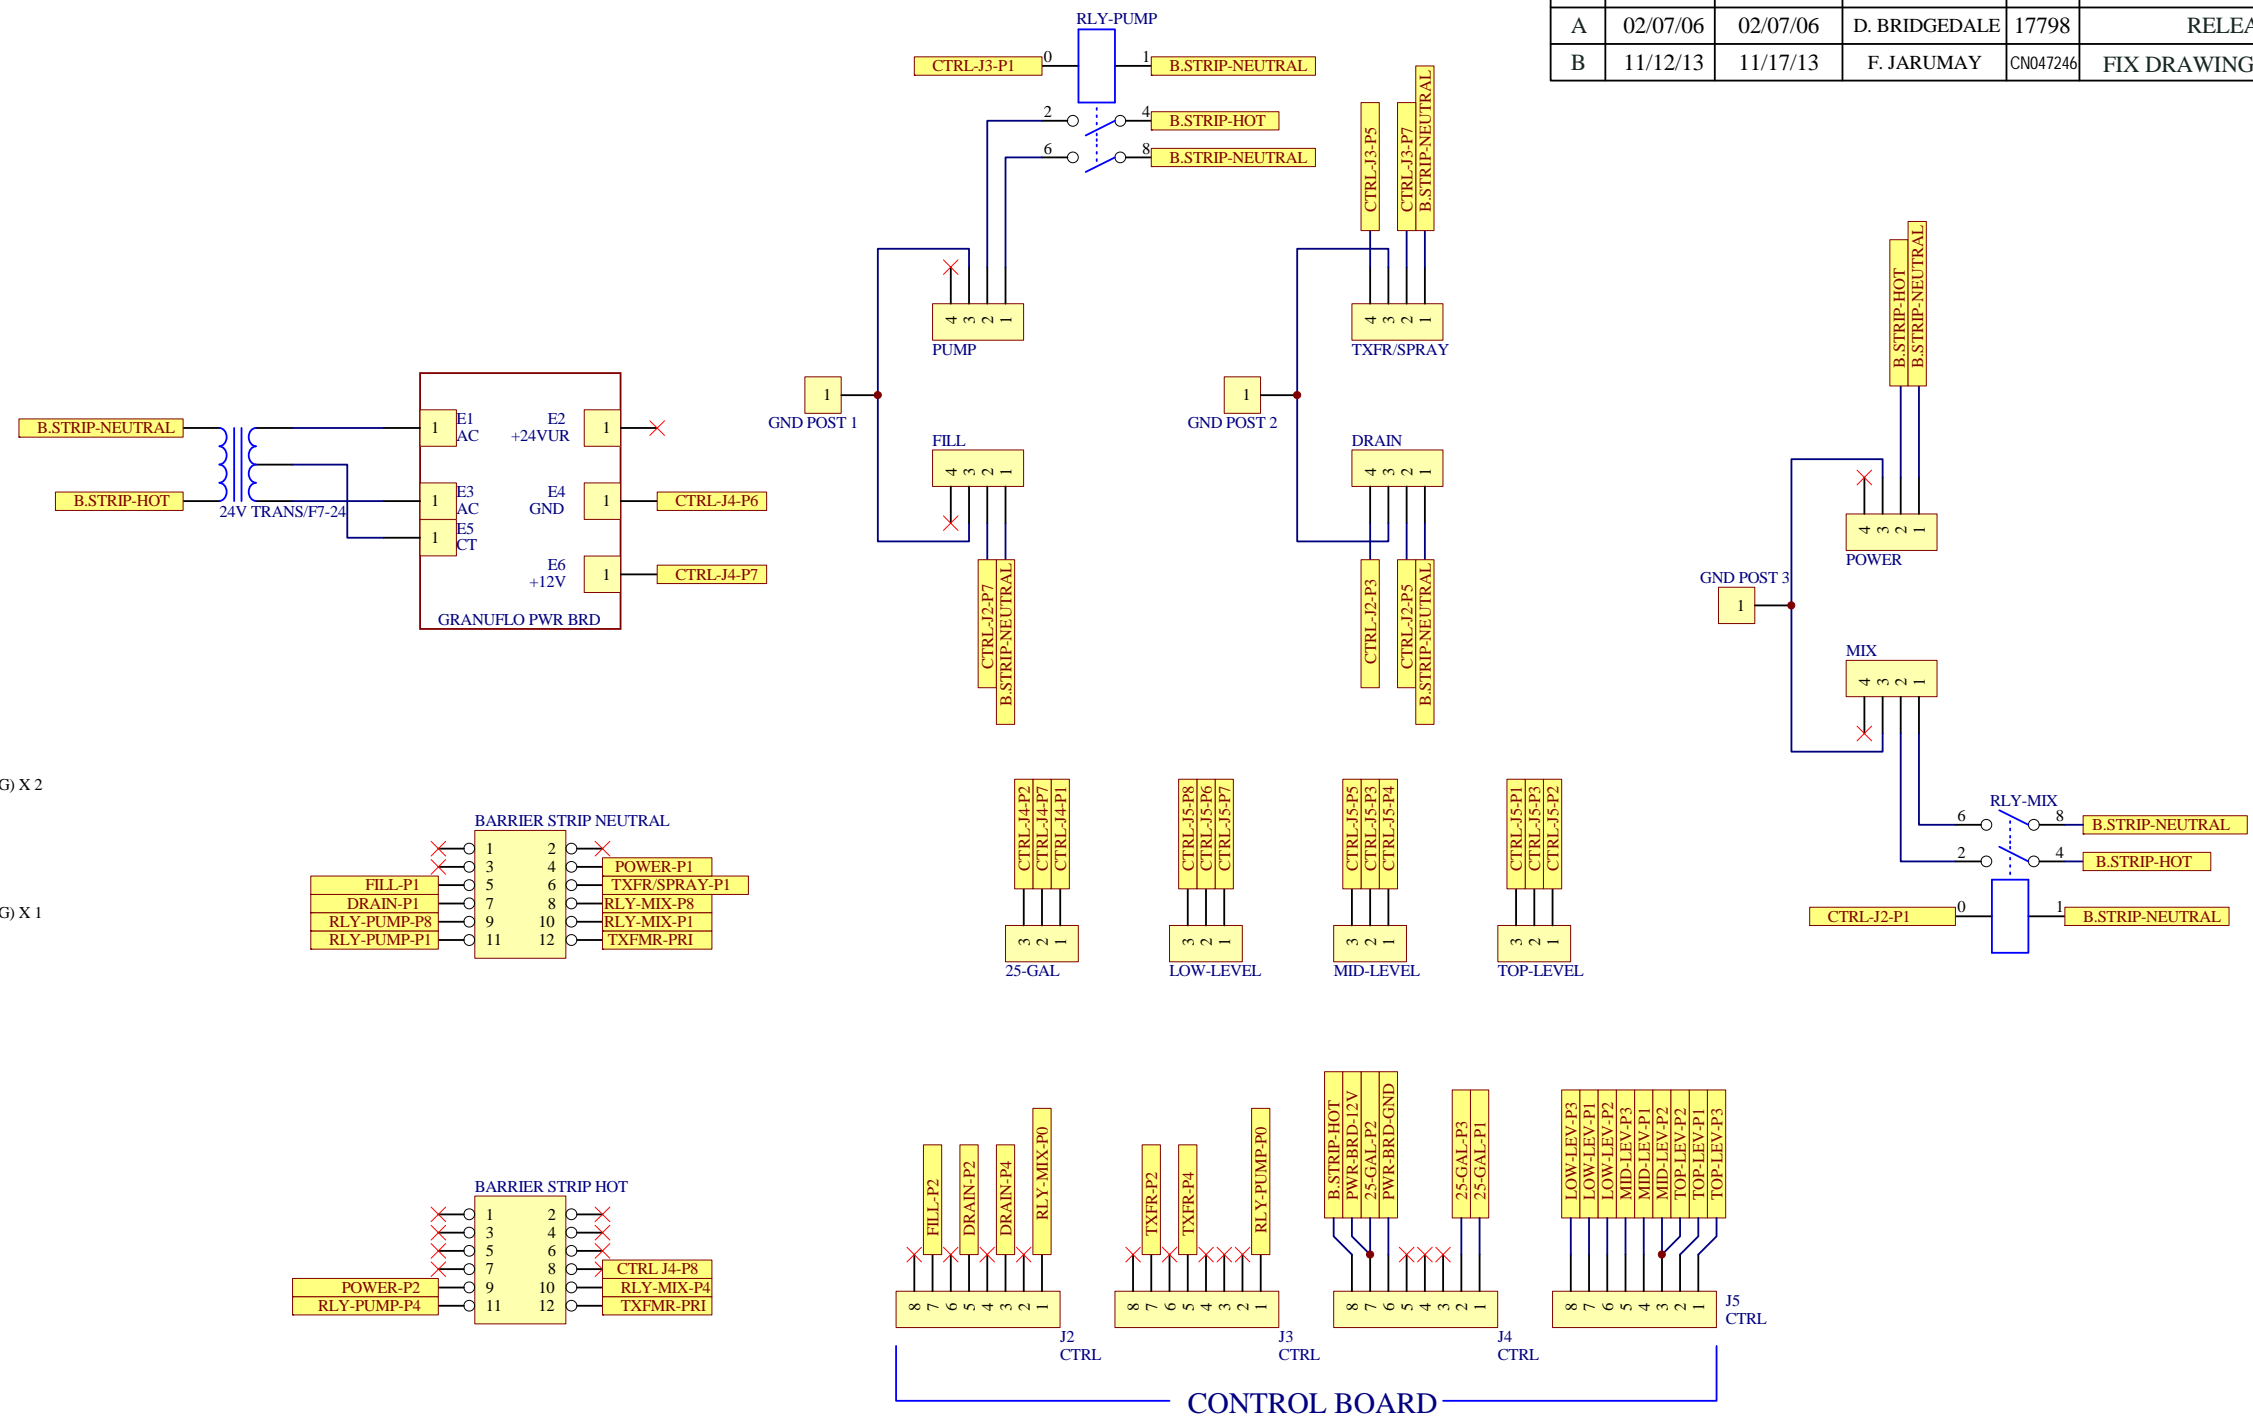 A 02/07/06 02/07/06 D. BRIDGEDALE 17798 RELEA
B 11/12/13 11/17/13 F. JARUMAY CN047246 FIX DRAWING
RLY-PUMP
CTRL-J3-P1 0 1 B.STRIP-NEUTRAL
2 4 B.STRIP-HOT
6 8 B.STRIP-NEUTRAL
4 3 2 1
PUMP
1
GND POST 1
FILL
4 3 2 1
CTRL-J2-P7
B.STRIP-NEUTRAL
CTRL-J3-P5
CTRL-J3-P7
B.STRIP-NEUTRAL
4 3 2 1
TXFR/SPRAY
1
GND POST 2
DRAIN
4 3 2 1
CTRL-J2-P3
CTRL-J2-P5
B.STRIP-NEUTRAL
B.STRIP-HOT
B.STRIP-NEUTRAL
4 3 2 1
POWER
GND POST 3
1
MIX
4 3 2 1
RLY-MIX
6 8 B.STRIP-NEUTRAL
2 4 B.STRIP-HOT
CTRL-J2-P1 0 1 B.STRIP-NEUTRAL
B.STRIP-NEUTRAL
B.STRIP-HOT
24V TRANS/F7-24
1 E1 AC
E2 +24VUR 1
1 E3 AC
E4 GND 1
CTRL-J4-P6
1 E5 CT
E6 +12V 1
CTRL-J4-P7
GRANUFLO PWR BRD
G) X 2
G) X 1
BARRIER STRIP NEUTRAL
1 2
3 4 POWER-P1
FILL-P1 5 6 TXFR/SPRAY-P1
DRAIN-P1 7 8 RLY-MIX-P8
RLY-PUMP-P8 9 10 RLY-MIX-P1
RLY-PUMP-P1 11 12 TXFMR-PRI
CTRL-J4-P2
CTRL-J4-P7
CTRL-J4-P1
3 2 1
25-GAL
CTRL-J5-P8
CTRL-J5-P6
CTRL-J5-P7
3 2 1
LOW-LEVEL
CTRL-J5-P5
CTRL-J5-P3
CTRL-J5-P4
3 2 1
MID-LEVEL
CTRL-J5-P1
CTRL-J5-P3
CTRL-J5-P2
3 2 1
TOP-LEVEL
BARRIER STRIP HOT
1 2
3 4
5 6
7 8 CTRL J4-P8
POWER-P2 9 10 RLY-MIX-P4
RLY-PUMP-P4 11 12 TXFMR-PRI
FILL-P2
DRAIN-P2
DRAIN-P4
RLY-MIX-P0
8 7 6 5 4 3 2 1
J2
CTRL
TXFR-P2
TXFR-P4
RLY-PUMP-P0
8 7 6 5 4 3 2 1
J3
CTRL
B.STRIP-HOT
PWR-BRD-12V
25-GAL-P2
PWR-BRD-GND
25-GAL-P3
25-GAL-P1
8 7 6 5 4 3 2 1
J4
CTRL
LOW-LEV-P3
LOW-LEV-P1
LOW-LEV-P2
MID-LEV-P3
MID-LEV-P1
MID-LEV-P2
TOP-LEV-P2
TOP-LEV-P1
TOP-LEV-P3
8 7 6 5 4 3 2 1
J5
CTRL
CONTROL BOARD